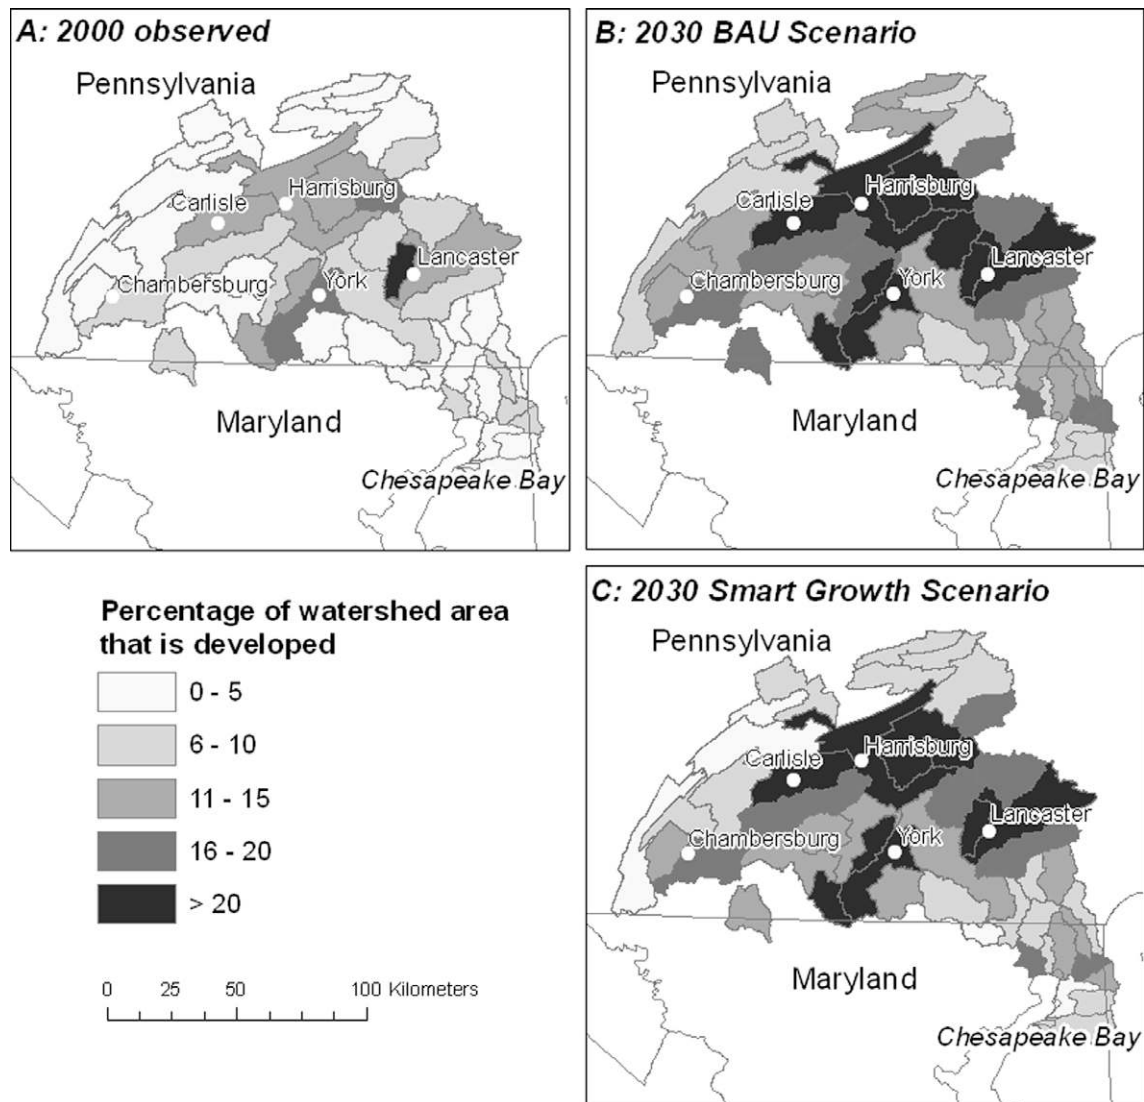 A: 2000 observed
Pennsylvania
Harrisburg
Carlisle
Lancaster
Chambersburg
York
Maryland
Chesapeake Bay
B: 2030 BAU Scenario
Pennsylvania
Harrisburg
Carlisle
Lancaster
Chambersburg
York
Maryland
Chesapeake Bay
Percentage of watershed area
that is developed
0 - 5
6 - 10
11 - 15
16 - 20
> 20
0 25 50 100 Kilometers
C: 2030 Smart Growth Scenario
Pennsylvania
Harrisburg
Carlisle
Lancaster
Chambersburg
York
Maryland
Chesapeake Bay